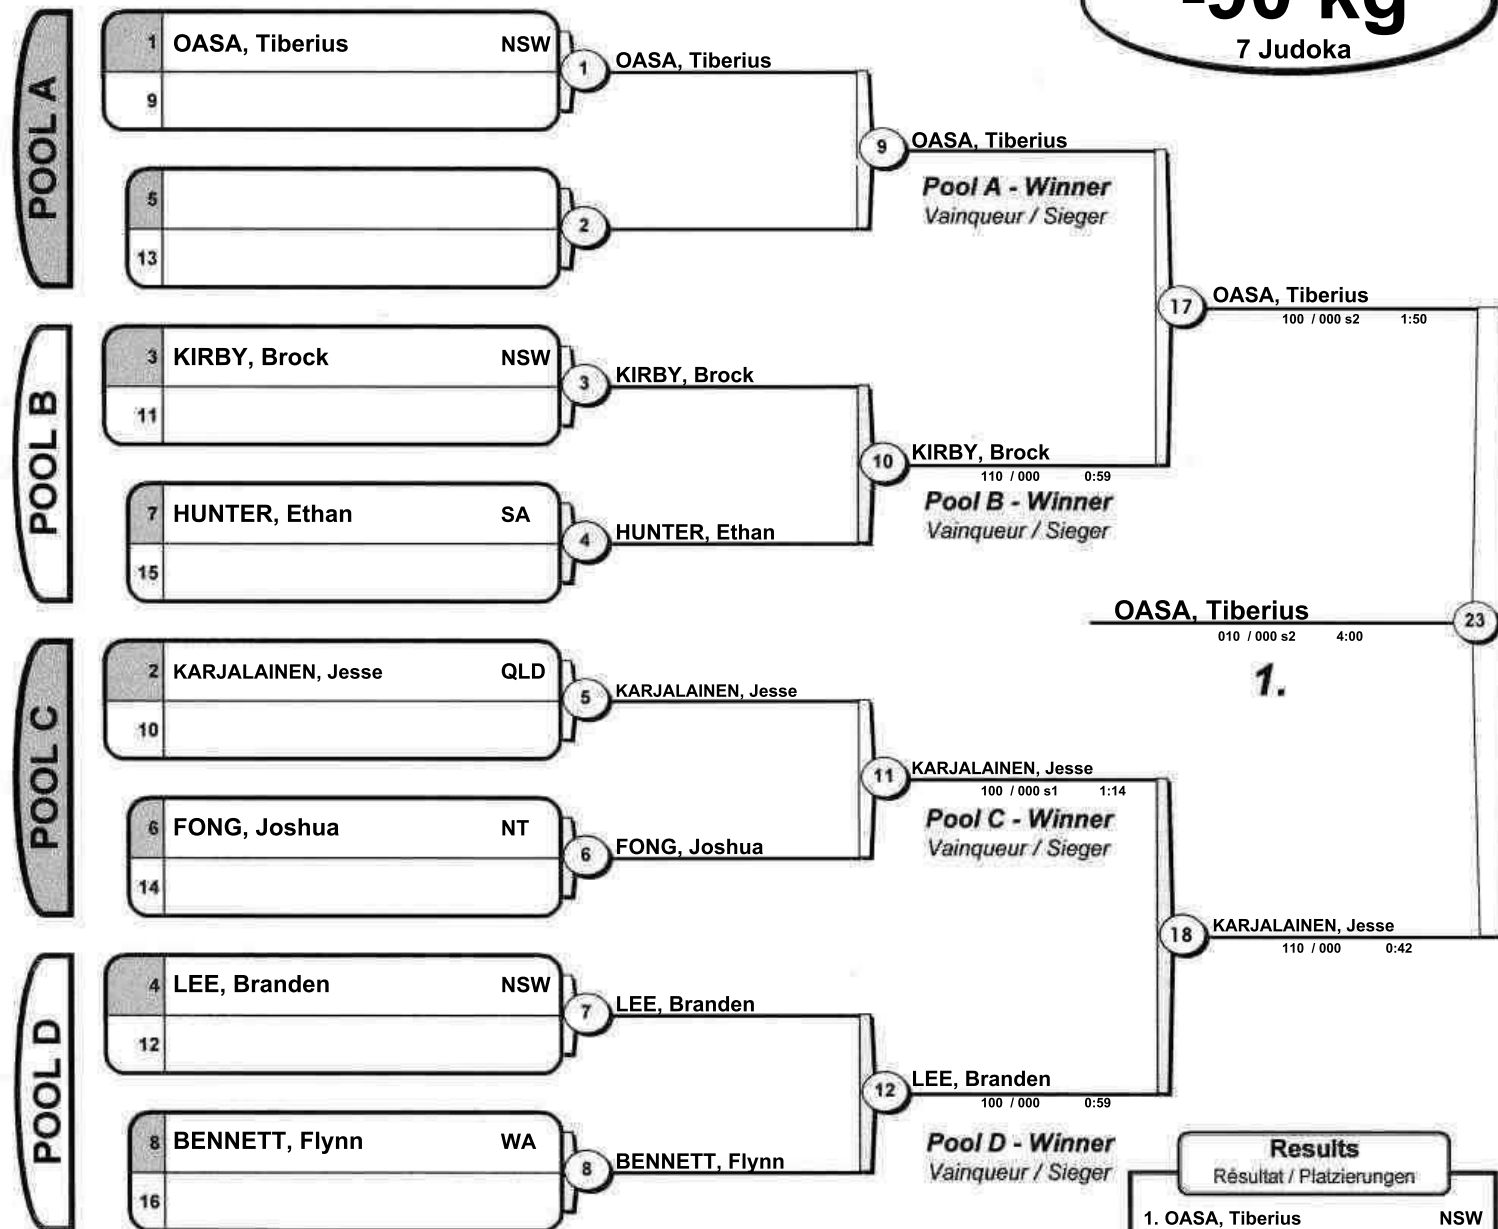 -90 kg
7 Judoka
POOL A
1 OASA, Tiberius NSW
9
1
OASA, Tiberius
5
13
2
9
OASA, Tiberius
Pool A - Winner
Vainqueur / Sieger
POOL B
3 KIRBY, Brock NSW
11
3
KIRBY, Brock
7 HUNTER, Ethan SA
15
4
HUNTER, Ethan
10
KIRBY, Brock
110 / 000 0:59
Pool B - Winner
Vainqueur / Sieger
17
OASA, Tiberius
100 / 000 s2 1:50
OASA, Tiberius
010 / 000 s2 4:00
23
1.
POOL C
2 KARJALAINEN, Jesse QLD
10
5
KARJALAINEN, Jesse
6 FONG, Joshua NT
14
6
FONG, Joshua
11
KARJALAINEN, Jesse
100 / 000 s1 1:14
Pool C - Winner
Vainqueur / Sieger
POOL D
4 LEE, Branden NSW
12
7
LEE, Branden
8 BENNETT, Flynn WA
16
8
BENNETT, Flynn
12
LEE, Branden
100 / 000 0:59
Pool D - Winner
Vainqueur / Sieger
18
KARJALAINEN, Jesse
110 / 000 0:42
Results
Résultat / Platzierungen
1. OASA, Tiberius NSW